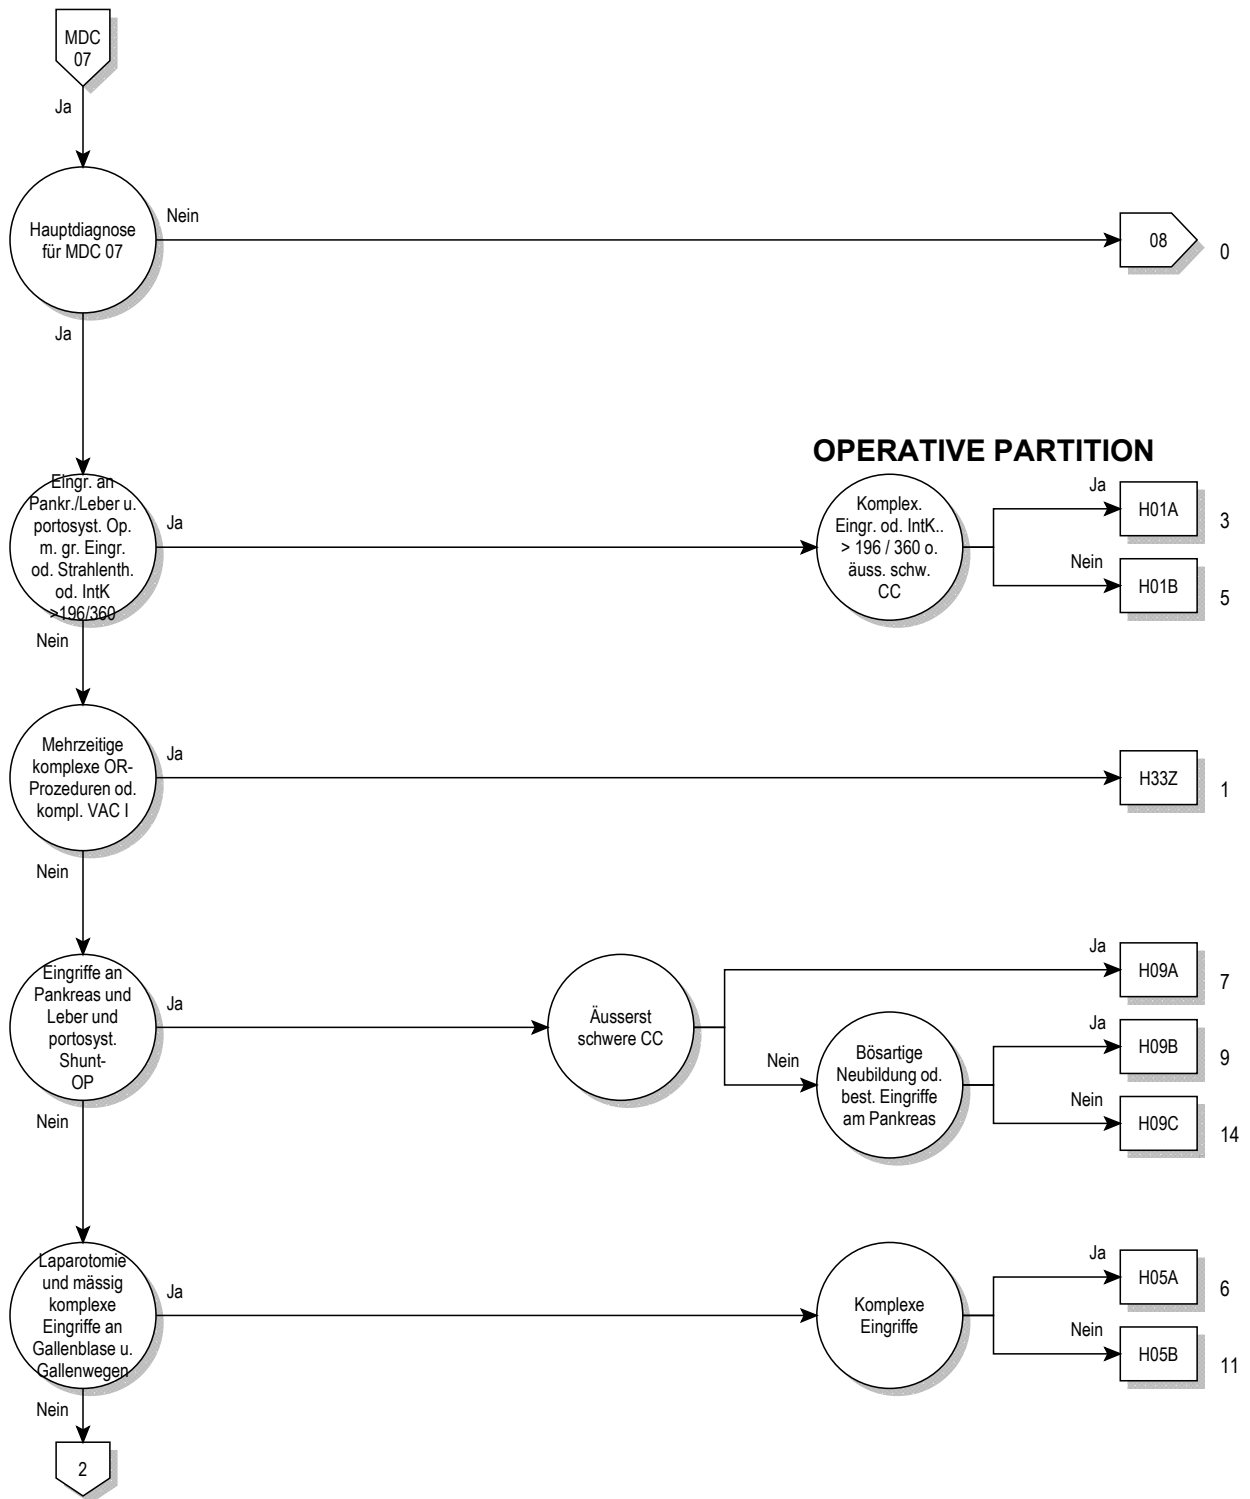 MDC
07
Ja
Hauptdiagnose
für MDC 07
Nein
08
0
Ja
OPERATIVE PARTITION
Eingr. an
Pankr./Leber u.
portosyst. Op.
m. gr. Eingr.
od. Strahlenth.
od. IntK
>196/360
Ja
Komplex.
Eingr. od. IntK..
> 196 / 360 o.
äuss. schw.
CC
Ja
H01A
3
Nein
H01B
5
Nein
Mehrzeitige
komplexe OR-
Prozeduren od.
kompl. VAC I
Ja
H33Z
1
Nein
Eingriffe an
Pankreas und
Leber und
portosyst.
Shunt-
OP
Ja
Äusserst
schwere CC
Ja
H09A
7
Nein
Bösartige
Neubildung od.
best. Eingriffe
am Pankreas
Ja
H09B
9
Nein
H09C
14
Nein
Laparotomie
und mässig
komplexe
Eingriffe an
Gallenblase u.
Gallenwegen
Ja
Komplexe
Eingriffe
Ja
H05A
6
Nein
H05B
11
Nein
2